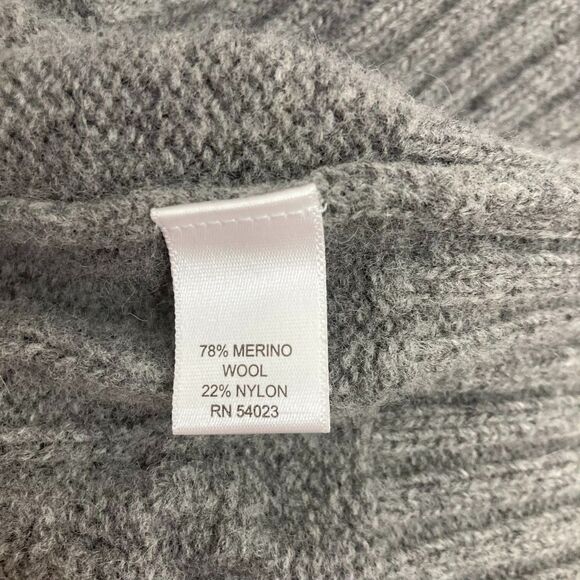 78% MERINO
WOOL
22% NYLON
RN 54023